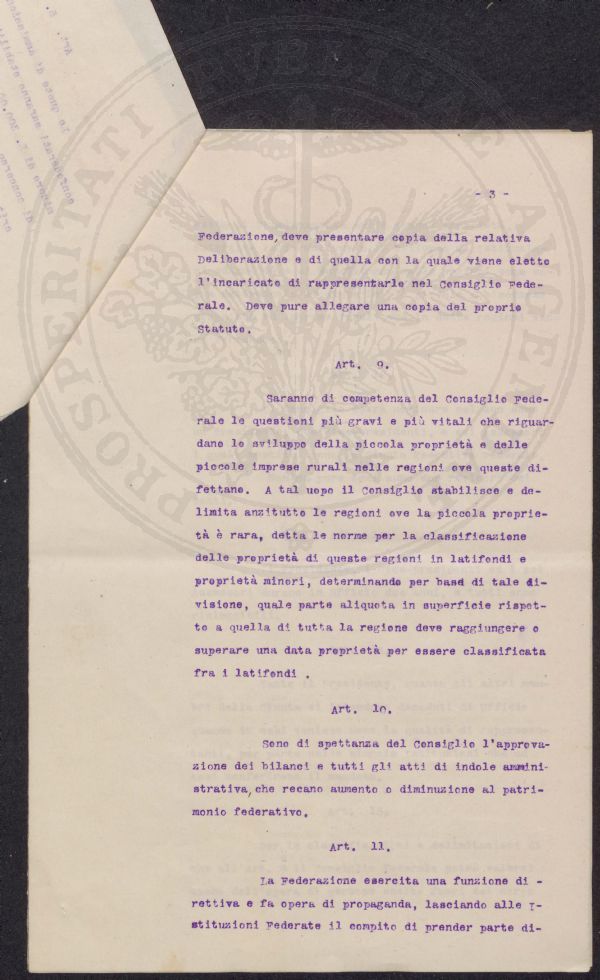 - 3 -
Federazione, deve presentare copia della relativa
Deliberazione e di quella con la quale viene eletto
l'incaricato di rappresentarlo nel Consiglio Fede-
rale. Deve pure allegare una copia del proprio
Statuto.
Art. 9.
Saranno di competenza del Consiglio Fede-
rale le questioni più gravi e più vitali che riguar-
dano lo sviluppo della piccola proprietà e delle
piccole imprese rurali nelle regioni ove queste di-
fettano. A tal uopo il Consiglio stabilisce e de-
limita anzitutto le regioni ove la piccola proprie-
tà è rara, detta le norme per la classificazione
delle proprietà di queste regioni in latifondi e
proprietà minori, determinando per base di tale di-
visione, quale parte aliquota in superficie rispet-
to a quella di tutta la regione deve raggiungere o
superare una data proprietà per essere classificata
fra i latifondi .
Art. 10.
Sono di spettanza del Consiglio l'approva-
zione dei bilanci e tutti gli atti di indole ammini-
strativa, che recano aumento o diminuzione al patri-
monio federativo.
Art. 11.
La Federazione esercita una funzione di -
rettiva e fa opera di propaganda, lasciando alle I-
stituzioni Federate il compito di prender parte di-
PROSPERITATI PUBLICAE AUGENDAE